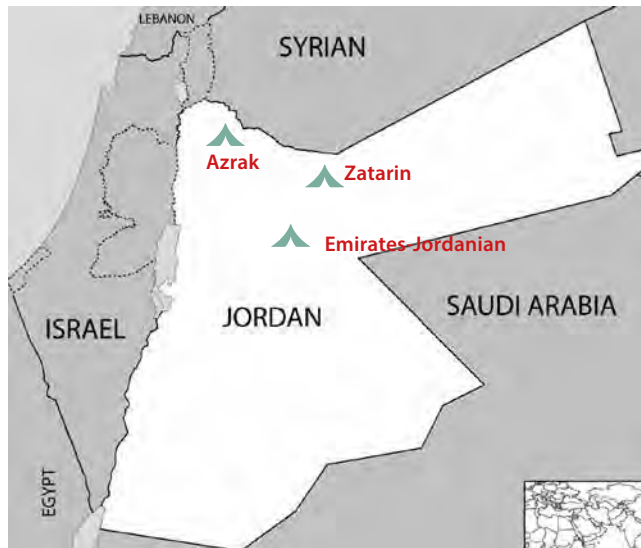 LEBANON
SYRIAN
Azrak
Zatarin
Emirates Jordanian
SAUDI ARABIA
JORDAN
ISRAEL
EGYPT